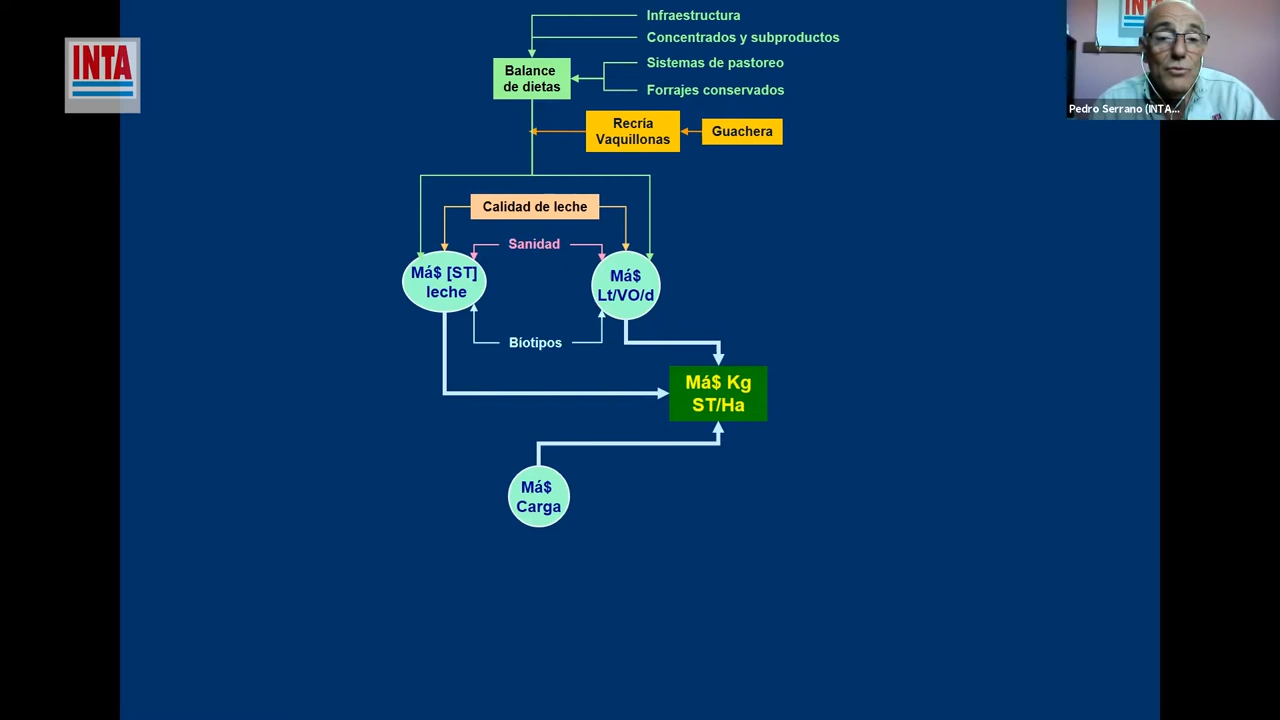 Infraestructura
Concentrados y subproductos
INTA
Balance
de dietas
Sistemas de pastoreo
Forrajes conservados
INTA
Pedro Serrano (INTA...
Recría
Vaquillonas
Guachera
Calidad de leche
Sanidad
Má$ [ST]
leche
Má$
Lt/VO/d
Biotipos
Má$ Kg
ST/Ha
Má$
Carga